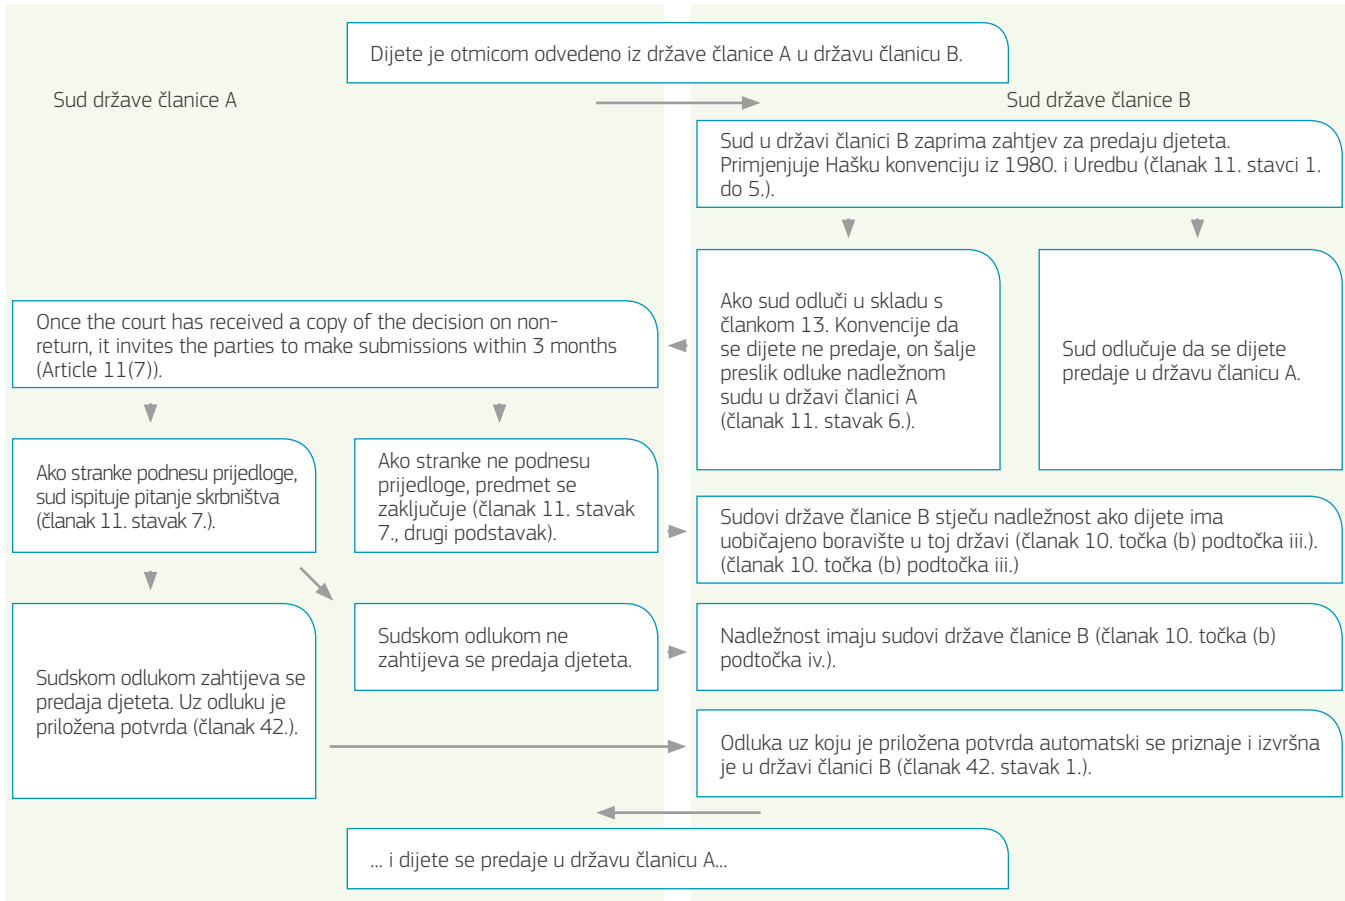 Dijete je otmicom odvedeno iz države članice A u državu članicu B.
Sud države članice A
Sud države članice B
Sud u državi članici B zaprima zahtjev za predaju djeteta.
Primjenjuje Hašku konvenciju iz 1980. i Uredbu (članak 11. stavci 1.
do 5.).
Ako sud odluči u skladu s
člankom 13. Konvencije da
se dijete ne predaje, on šalje
preslik odluke nadležnom
sudu u državi članici A
(članak 11. stavak 6.).
Sud odlučuje da se dijete
predaje u državu članicu A.
Once the court has received a copy of the decision on non-
return, it invites the parties to make submissions within 3 months
(Article 11(7)).
Ako stranke podnesu prijedloge,
sud ispituje pitanje skrbništva
(članak 11. stavak 7.).
Ako stranke ne podnesu
prijedloge, predmet se
zaključuje (članak 11. stavak
7., drugi podstavak).
Sudovi države članice B stječu nadležnost ako dijete ima
uobičajeno boravište u toj državi (članak 10. točka (b) podtočka iii.).
(članak 10. točka (b) podtočka iii.)
Sudskom odlukom zahtijeva se
predaja djeteta. Uz odluku je
priložena potvrda (članak 42.).
Sudskom odlukom ne
zahtijeva se predaja djeteta.
Nadležnost imaju sudovi države članice B (članak 10. točka (b)
podtočka iv.).
Odluka uz koju je priložena potvrda automatski se priznaje i izvršna
je u državi članici B (članak 42. stavak 1.).
... i dijete se predaje u državu članicu A...